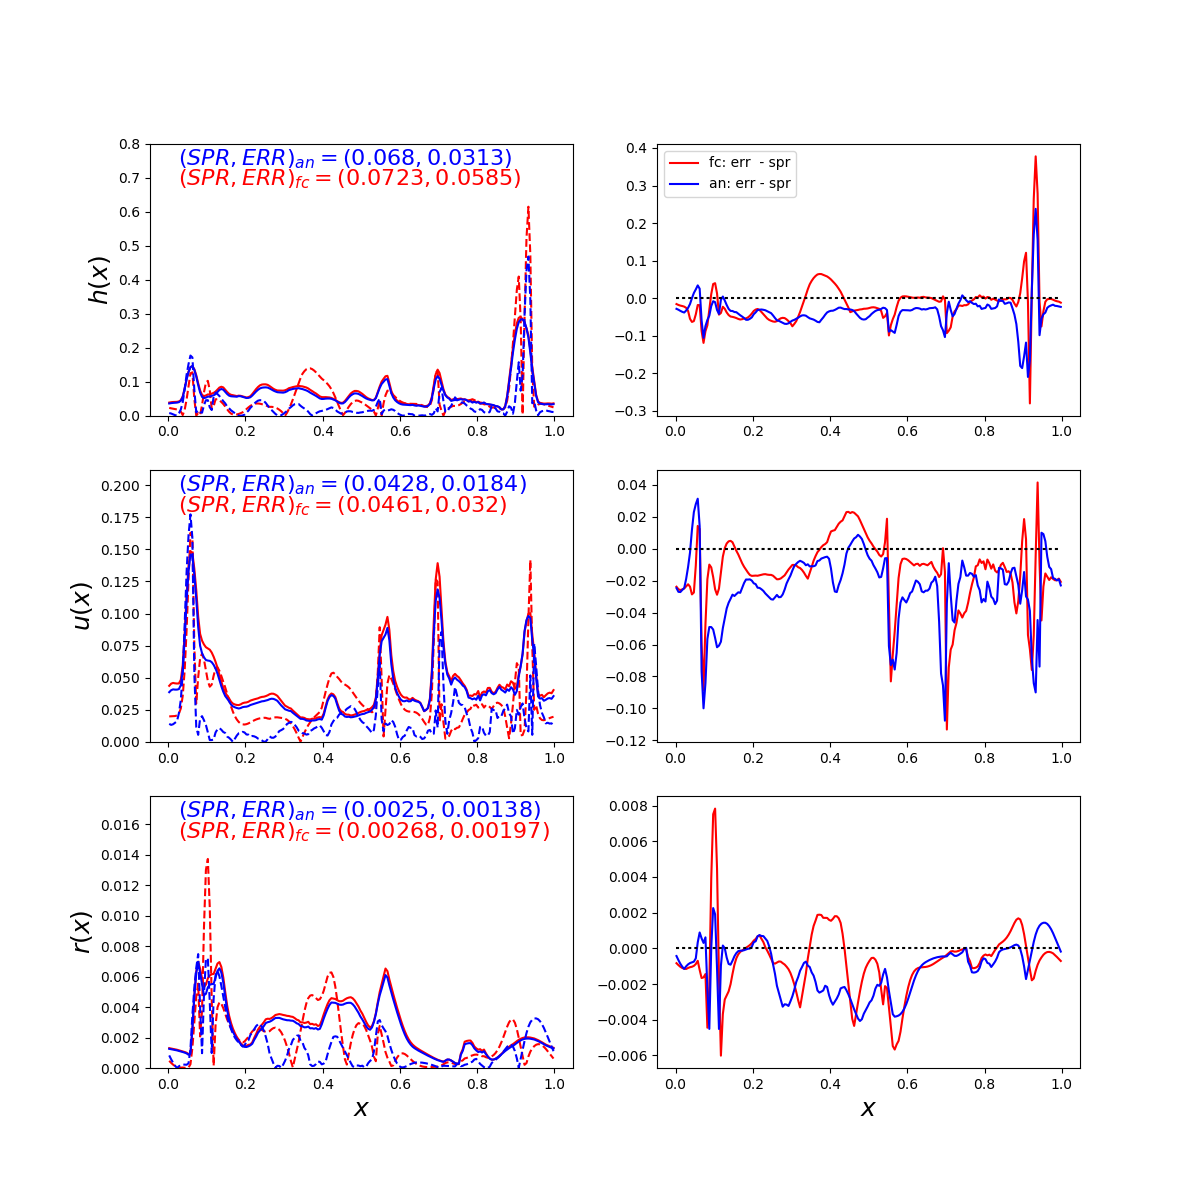 (SPR, ERR)an = (0.068, 0.0313)
(SPR, ERR)fc = (0.0723, 0.0585)
h(x)
0.8
0.7
0.6
0.5
0.4
0.3
0.2
0.1
0.0
0.0 0.2 0.4 0.6 0.8 1.0
fc: err - spr
an: err - spr
0.4
0.3
0.2
0.1
0.0
−0.1
−0.2
−0.3
0.0 0.2 0.4 0.6 0.8 1.0
(SPR, ERR)an = (0.0428, 0.0184)
(SPR, ERR)fc = (0.0461, 0.032)
u(x)
0.200
0.175
0.150
0.125
0.100
0.075
0.050
0.025
0.000
0.0 0.2 0.4 0.6 0.8 1.0
0.04
0.02
0.00
−0.02
−0.04
−0.06
−0.08
−0.10
−0.12
0.0 0.2 0.4 0.6 0.8 1.0
(SPR, ERR)an = (0.0025, 0.00138)
(SPR, ERR)fc = (0.00268, 0.00197)
r(x)
0.016
0.014
0.012
0.010
0.008
0.006
0.004
0.002
0.000
0.0 0.2 0.4 0.6 0.8 1.0
x
0.008
0.006
0.004
0.002
0.000
−0.002
−0.004
−0.006
0.0 0.2 0.4 0.6 0.8 1.0
x